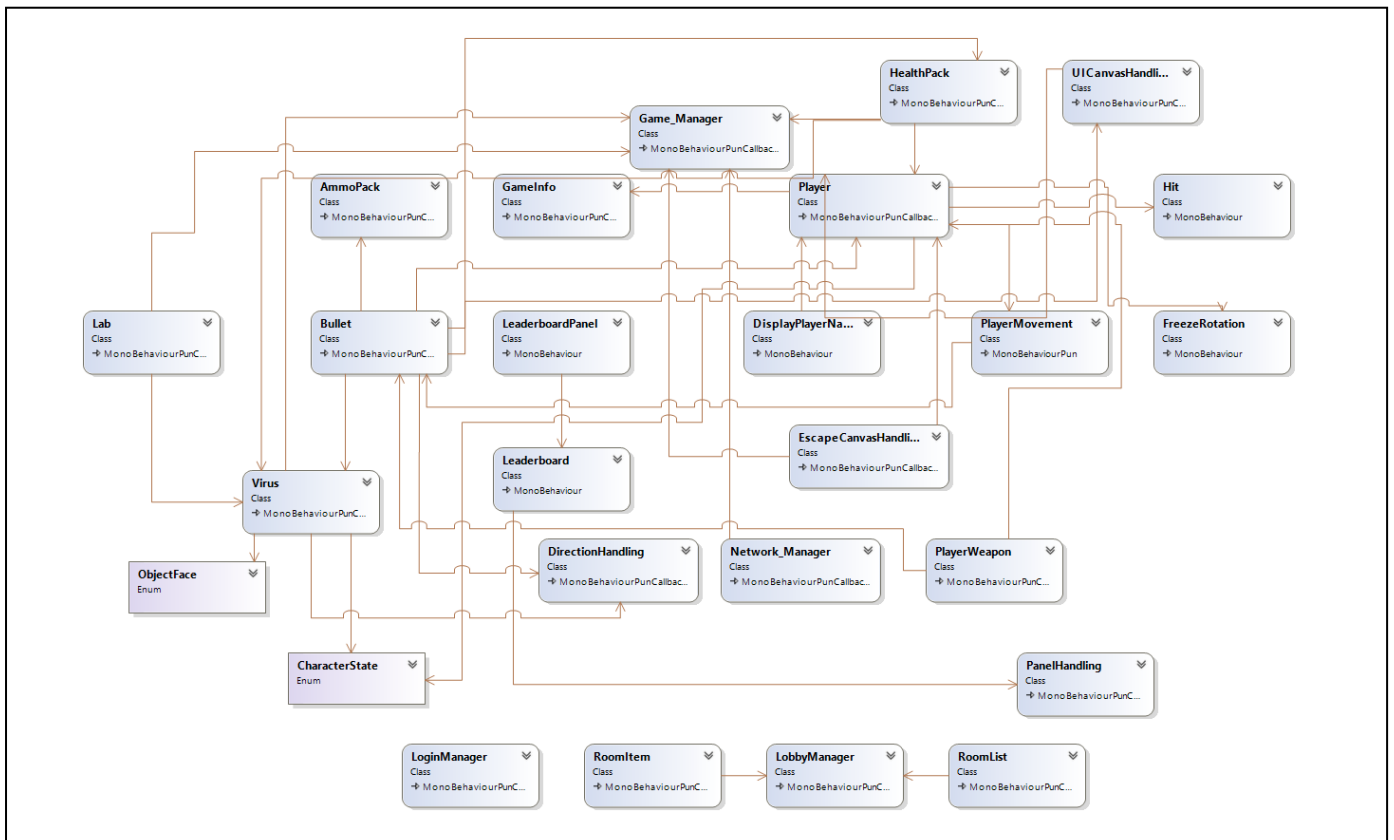 HealthPack
Class
MonoBehaviourPunC...
UICanvasHandli...
Class
MonoBehaviourPunC...
Game_Manager
Class
MonoBehaviourPunCallbac...
AmmoPack
Class
MonoBehaviourPunC...
GameInfo
Class
MonoBehaviourPunC...
Player
Class
MonoBehaviourPunCallbac...
Hit
Class
MonoBehaviour
Lab
Class
MonoBehaviourPunC...
Bullet
Class
MonoBehaviourPunC...
LeaderboardPanel
Class
MonoBehaviour
DisplayPlayerNa...
Class
MonoBehaviour
PlayerMovement
Class
MonoBehaviourPun
FreezeRotation
Class
MonoBehaviour
EscapeCanvasHandli...
Class
MonoBehaviourPunCallbac...
Leaderboard
Class
MonoBehaviour
Virus
Class
MonoBehaviourPunC...
DirectionHandling
Class
MonoBehaviourPunCallbac...
Network_Manager
Class
MonoBehaviourPunCallbac...
PlayerWeapon
Class
MonoBehaviourPunC...
ObjectFace
Enum
CharacterState
Enum
PanelHandling
Class
MonoBehaviourPunC...
LoginManager
Class
MonoBehaviourPunC...
RoomItem
Class
MonoBehaviourPunC...
LobbyManager
Class
MonoBehaviourPunC...
RoomList
Class
MonoBehaviourPunC...